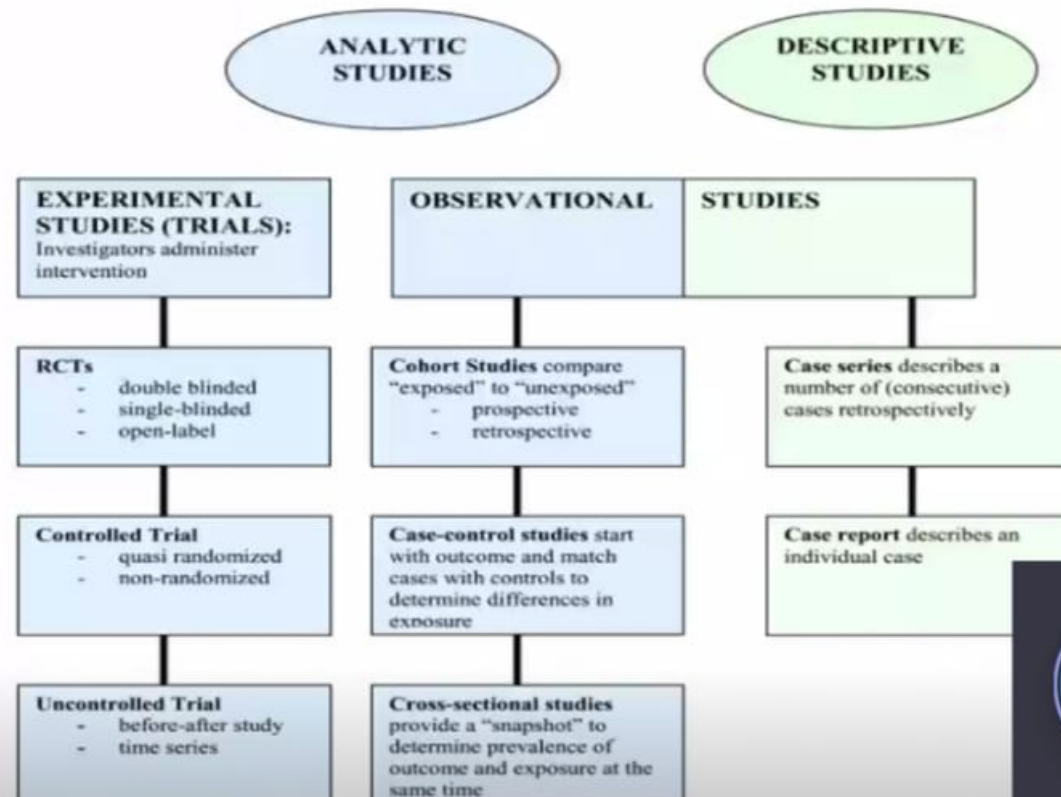 ANALYTIC
STUDIES
DESCRIPTIVE
STUDIES
EXPERIMENTAL
STUDIES (TRIALS):
Investigators administer
intervention
OBSERVATIONAL
STUDIES
RCTs
- double blinded
- single-blinded
- open-label
Cohort Studies compare
"exposed" to "unexposed"
- prospective
- retrospective
Case series describes a
number of (consecutive)
cases retrospectively
Controlled Trial
- quasi randomized
- non-randomized
Case-control studies start
with outcome and match
cases with controls to
determine differences in
exposure
Case report describes an
individual case
Uncontrolled Trial
- before-after study
- time series
Cross-sectional studies
provide a "snapshot" to
determine prevalence of
outcome and exposure at the
same time